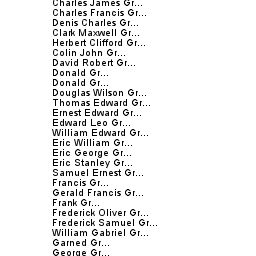 Charles James Gr...
Charles Francis Gr...
Denis Charles Gr...
Clark Maxwell Gr...
Herbert Clifford Gr...
Colin John Gr...
David Robert Gr...
Donald Gr...
Donald Gr...
Douglas Wilson Gr...
Thomas Edward Gr...
Ernest Edward Gr...
Edward Leo Gr...
William Edward Gr...
Eric William Gr...
Eric George Gr...
Eric Stanley Gr...
Samuel Ernest Gr...
Francis Gr...
Gerald Francis Gr...
Frank Gr...
Frederick Oliver Gr...
Frederick Samuel Gr...
William Gabriel Gr...
Garned Gr...
George Gr...